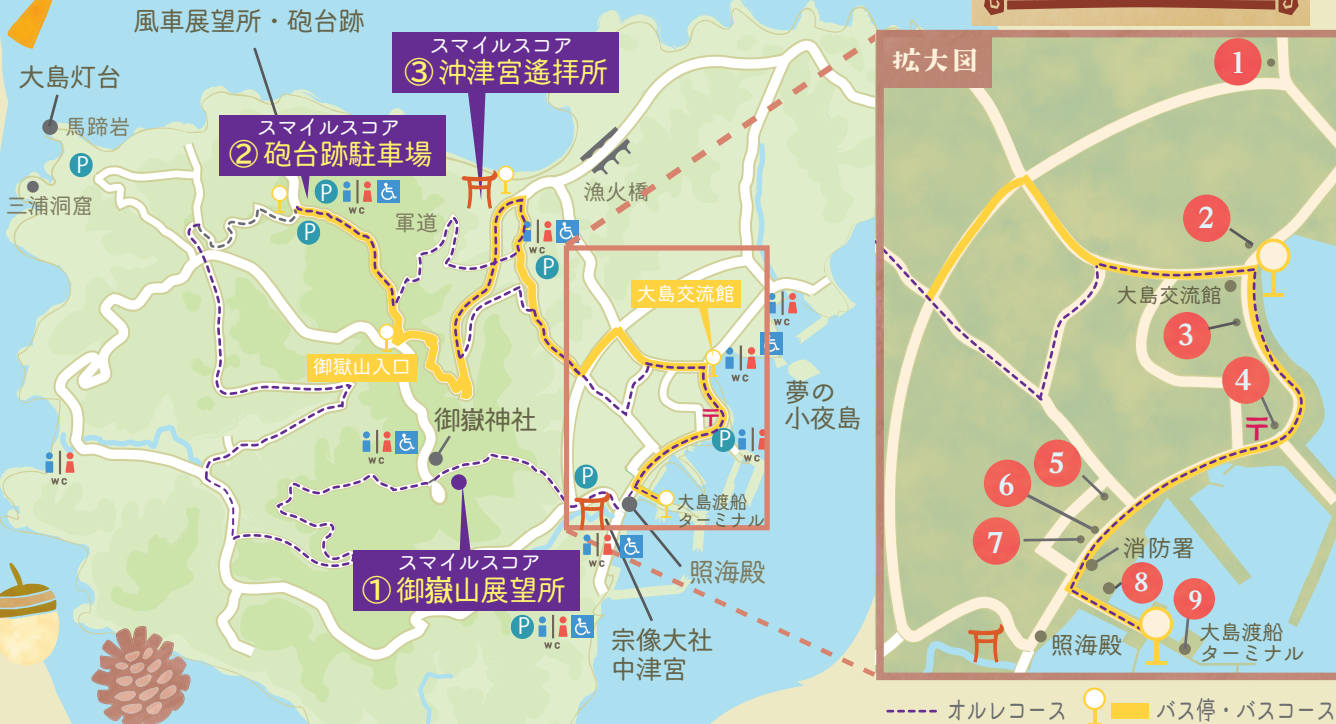 風車展望所・砲台跡
大島灯台
馬蹄岩
P
三浦洞窟
スマイルスコア
③沖津宮遙拝所
スマイルスコア
②砲台跡駐車場
P
WC
P
軍道
漁火橋
WC
P
大島交流館
WC
WC
御嶽山入口
夢の
小夜島
御嶽神社
WC
WC
〒
P
WC
P
大島渡船
ターミナル
WC
スマイルスコア
①御嶽山展望所
照海殿
P
WC
宗像大社
中津宮
拡大図
1
2
大島交流館
3
4
〒
5
6
7
消防署
8
9
大島渡船
ターミナル
照海殿
オルレコース
バス停・バスコース